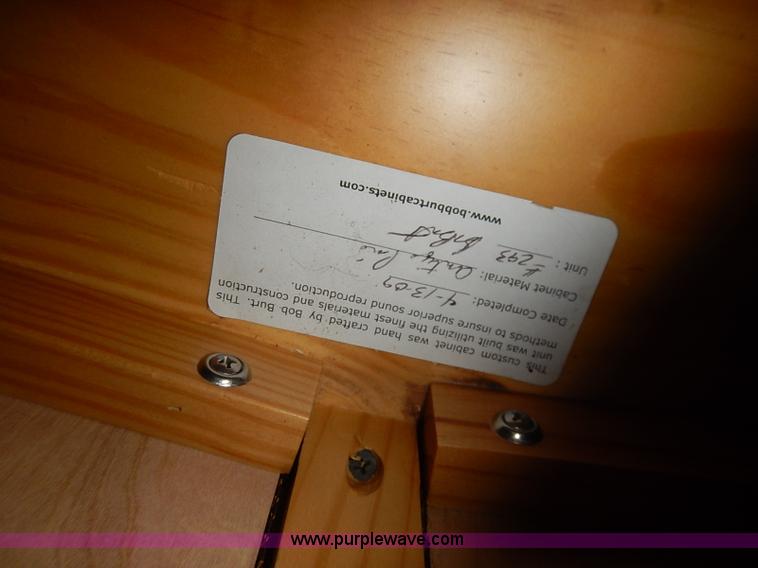 This custom cabinet was hand crafted by Bob Burt. This
unit was built utilizing the finest materials and construction
methods to insure superior sound reproduction.
Date Completed: 4-13-09
Cabinet Material: Antique Pine
Unit : #293
www.bobburtcabinets.com
www.purplewave.com